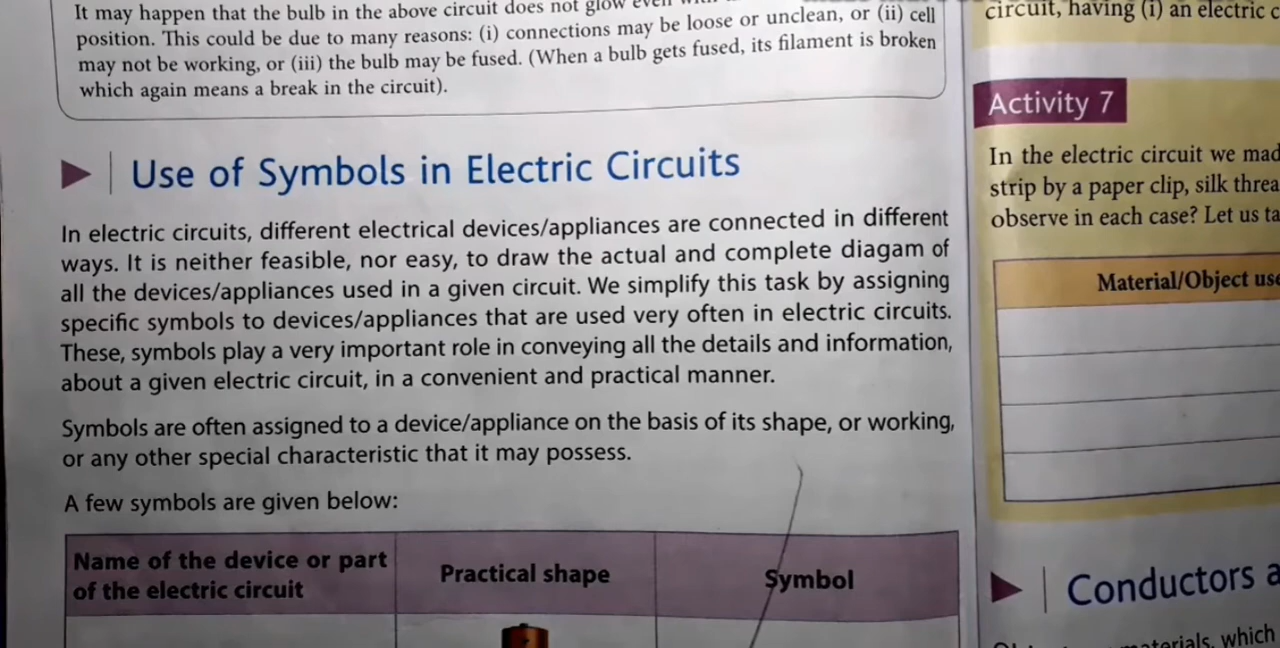 It may happen that the bulb in the above circuit does not glow even
position. This could be due to many reasons: (i) connections may be loose or unclean, or (ii) cell
may not be working, or (iii) the bulb may be fused. (When a bulb gets fused, its filament is broken
which again means a break in the circuit).
Use of Symbols in Electric Circuits
In electric circuits, different electrical devices/appliances are connected in different
ways. It is neither feasible, nor easy, to draw the actual and complete diagam of
all the devices/appliances used in a given circuit. We simplify this task by assigning
specific symbols to devices/appliances that are used very often in electric circuits.
These, symbols play a very important role in conveying all the details and information,
about a given electric circuit, in a convenient and practical manner.
Symbols are often assigned to a device/appliance on the basis of its shape, or working,
or any other special characteristic that it may possess.
A few symbols are given below:
Name of the device or part
of the electric circuit
Practical shape
Symbol
circuit, having (i) an electric c
Activity 7
In the electric circuit we mad
strip by a paper clip, silk threa
observe in each case? Let us ta
Material/Object use
Conductors a
which